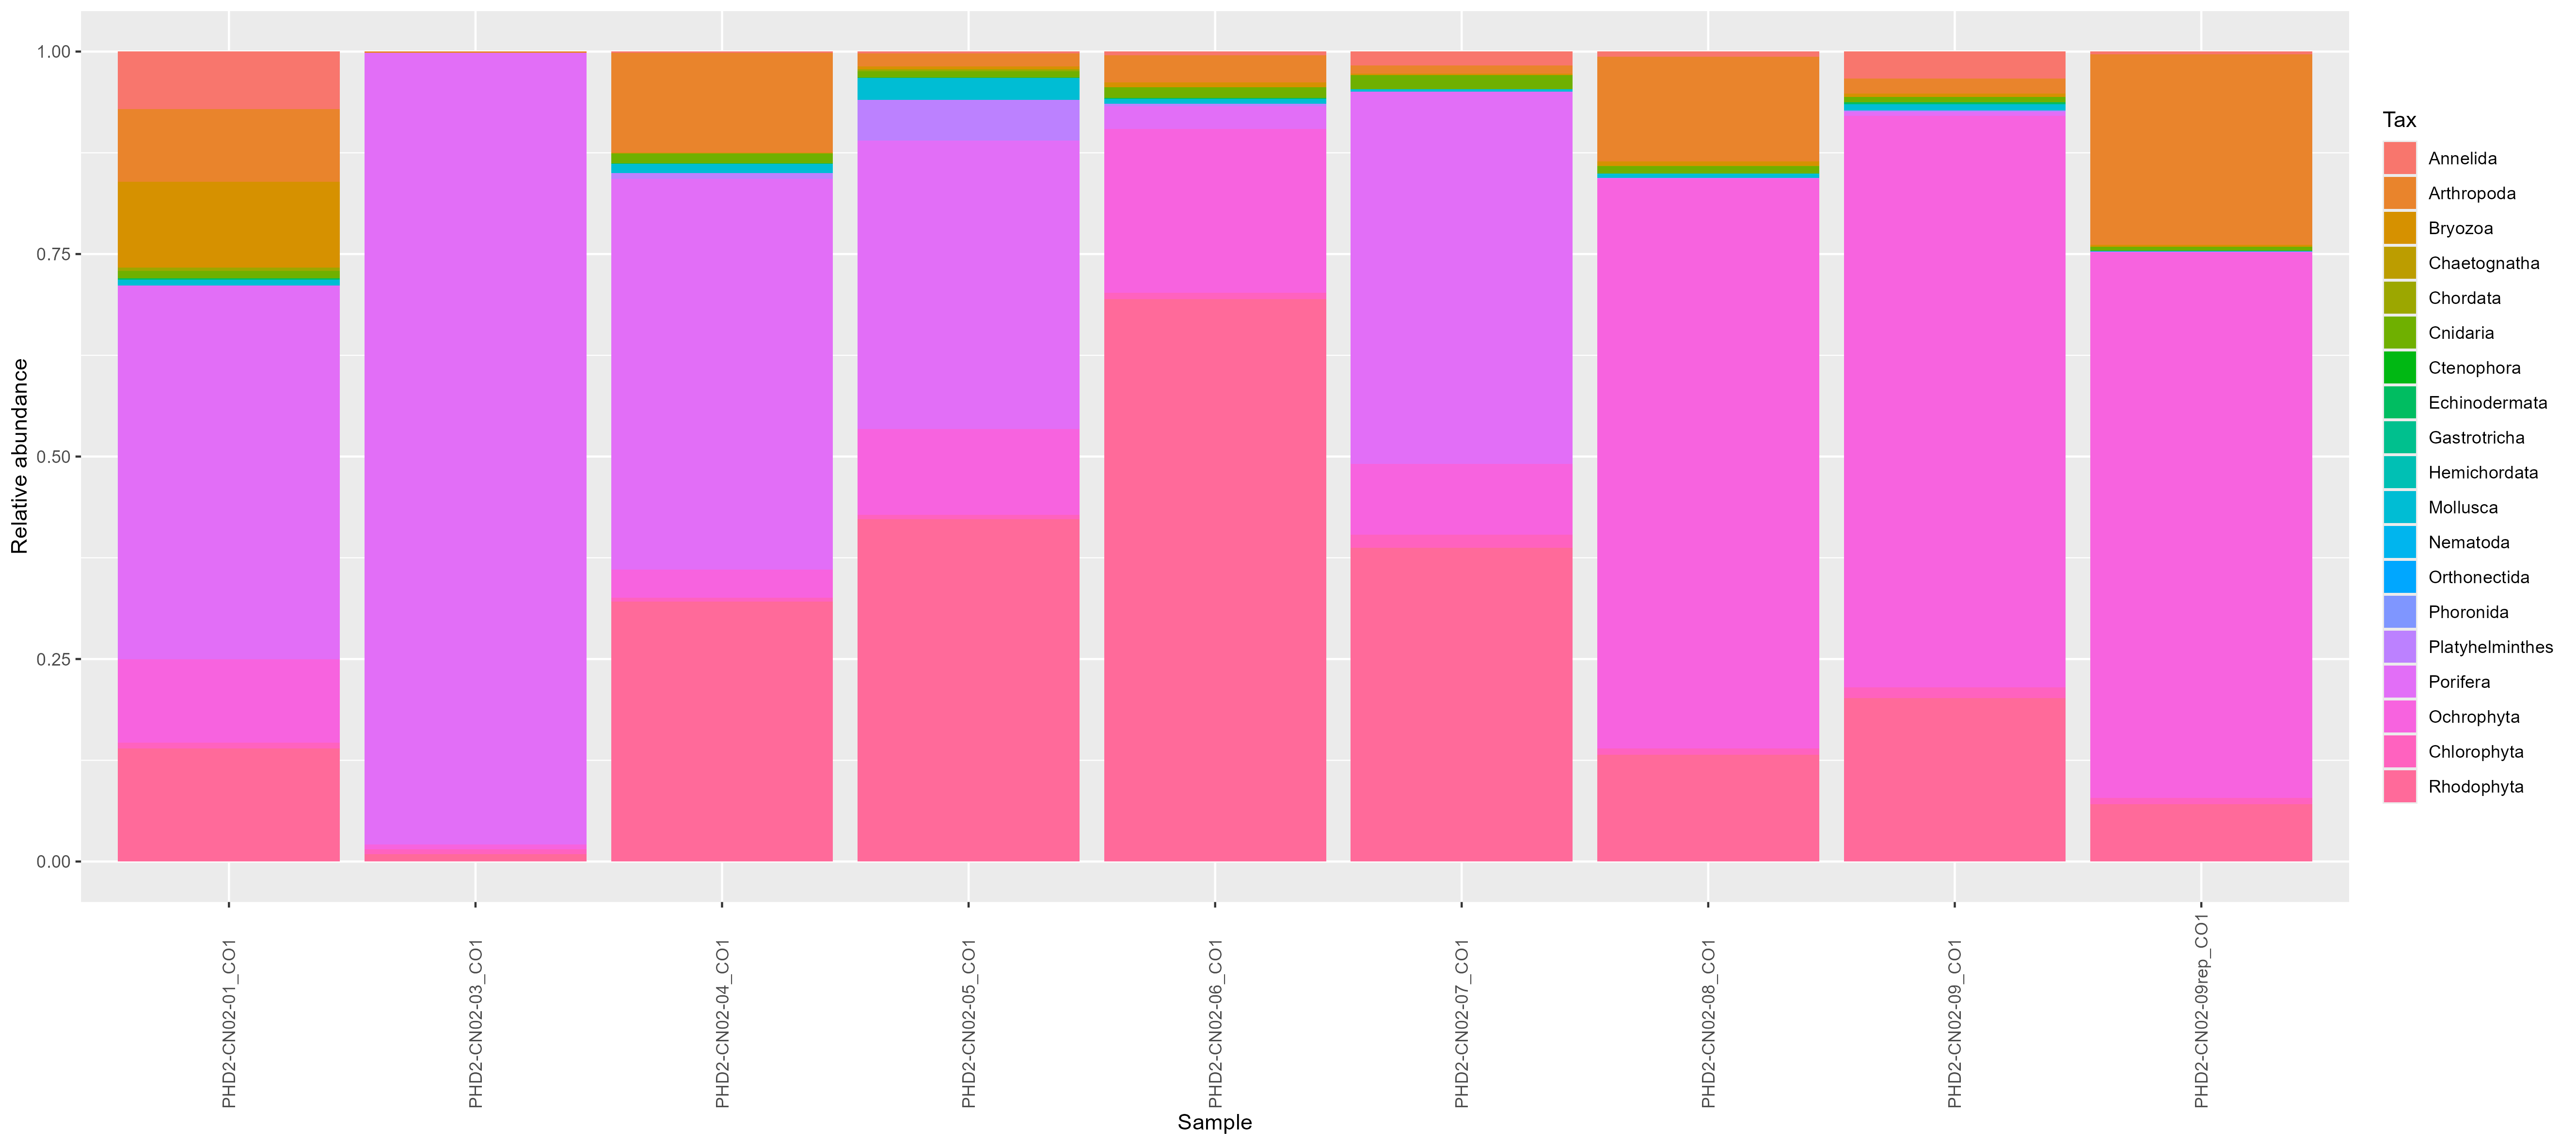 Relative abundance
1.00
0.75
0.50
0.25
0.00
PHD2-CN02-01_CO1
PHD2-CN02-03_CO1
PHD2-CN02-04_CO1
PHD2-CN02-05_CO1
PHD2-CN02-06_CO1
PHD2-CN02-07_CO1
PHD2-CN02-08_CO1
PHD2-CN02-09_CO1
PHD2-CN02-09rep_CO1
Sample
Tax
Annelida
Arthropoda
Bryozoa
Chaetognatha
Chordata
Cnidaria
Ctenophora
Echinodermata
Gastrotricha
Hemichordata
Mollusca
Nematoda
Orthonectida
Phoronida
Platyhelminthes
Porifera
Ochrophyta
Chlorophyta
Rhodophyta